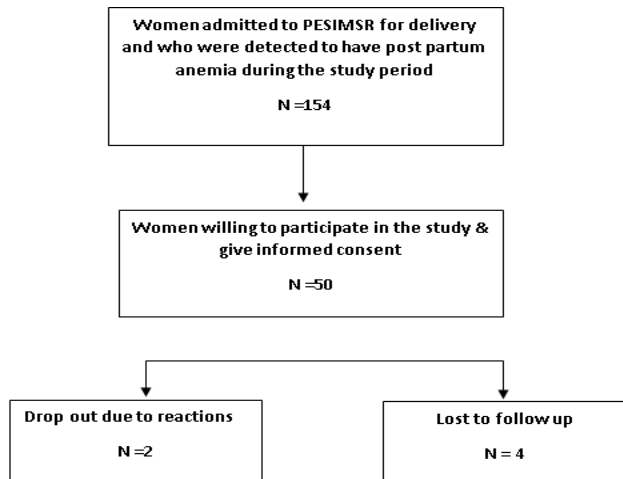 Women admitted to PESIMSR for delivery
and who were detected to have post partum
anemia during the study period
N =154
Women willing to participate in the study &
give informed consent
N =50
Drop out due to reactions
N =2
Lost to follow up
N = 4